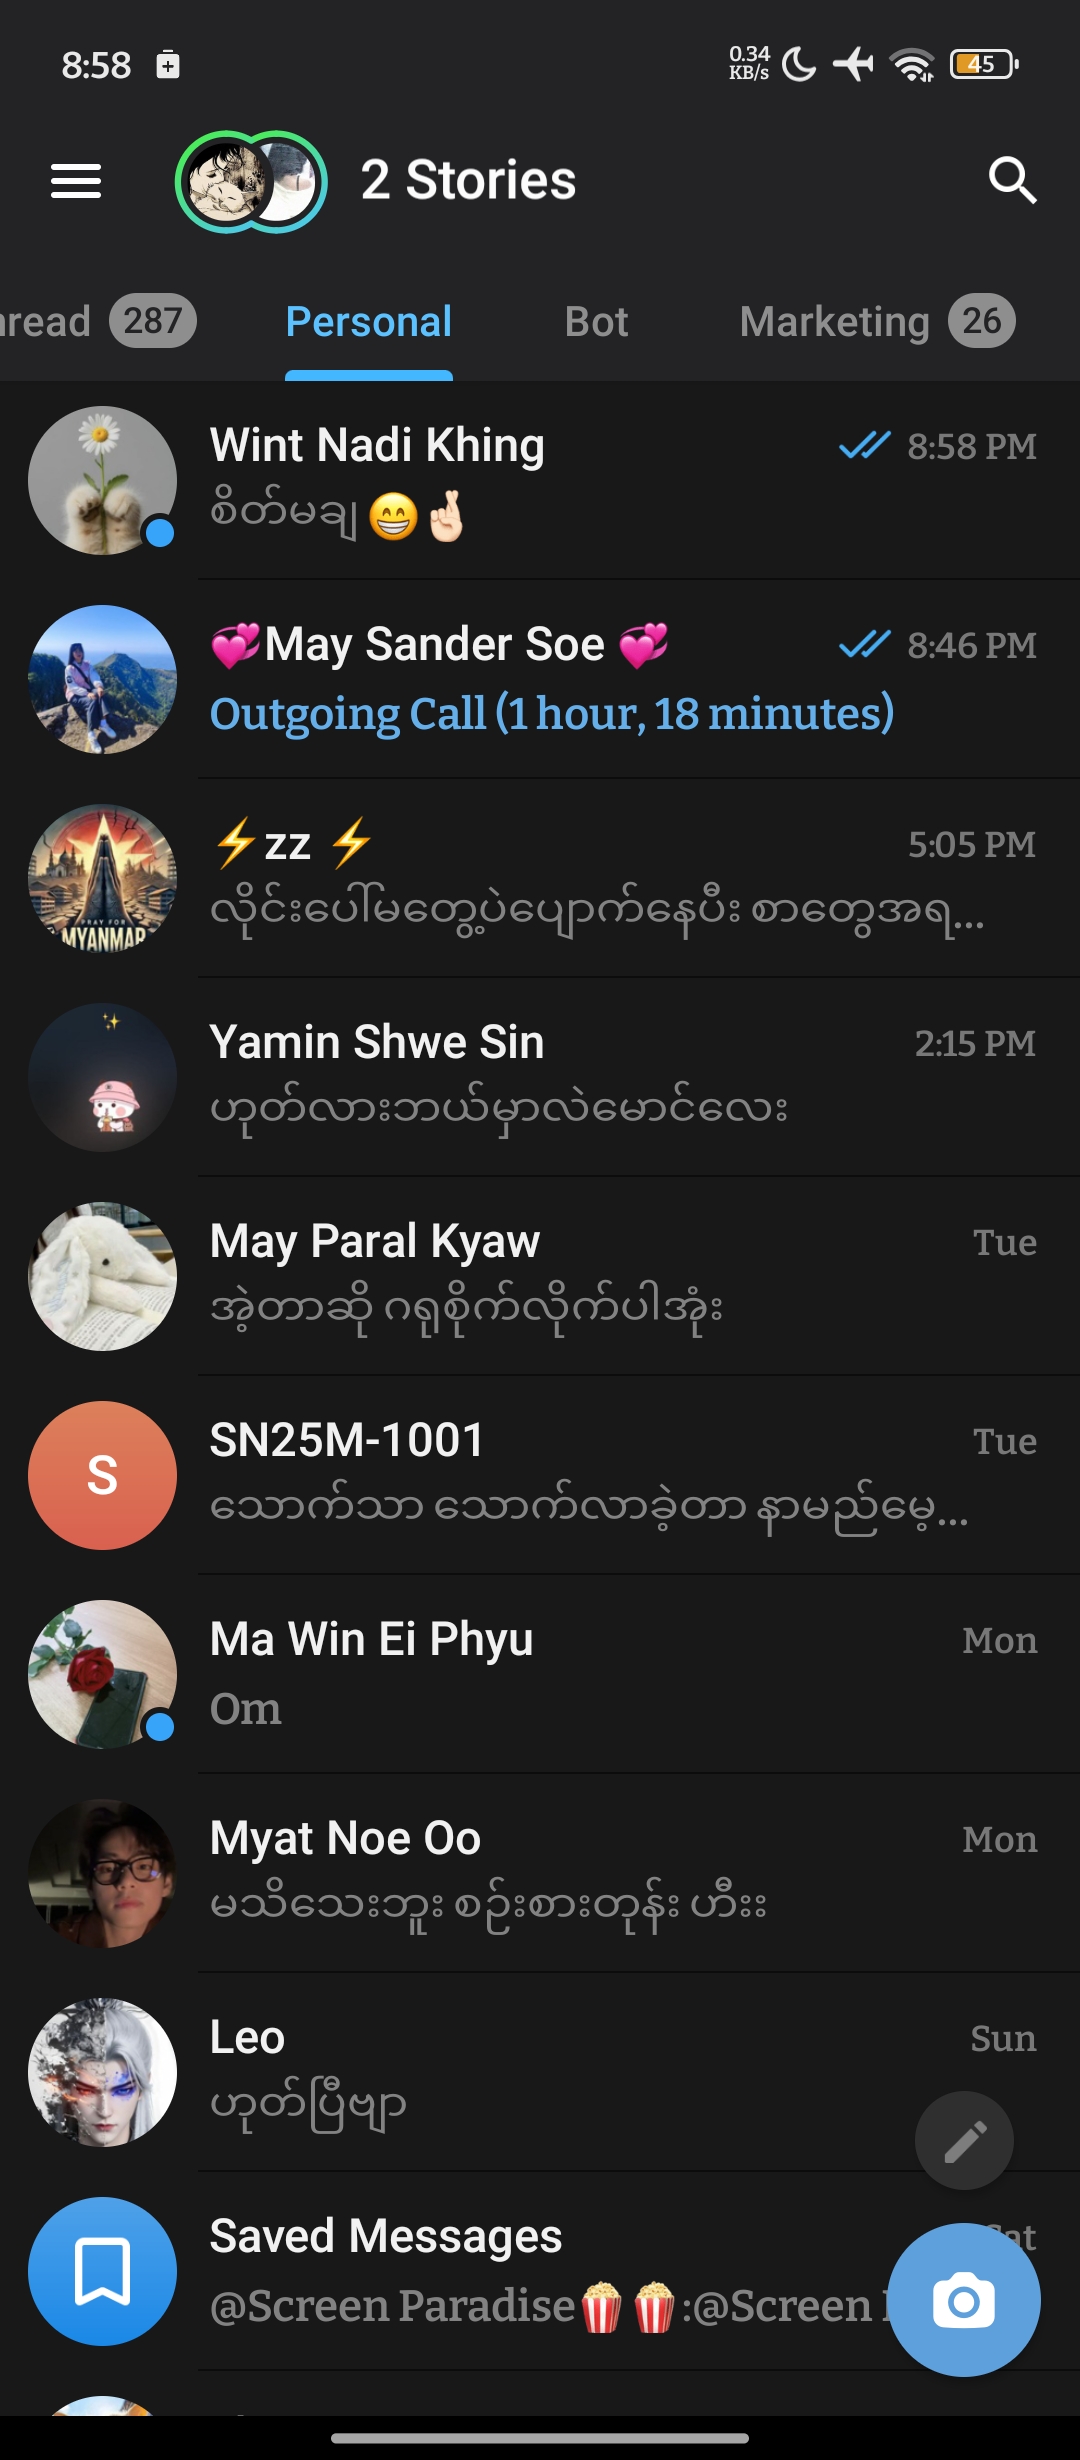 8:58
0.34
KB/s
45
2 Stories
read 287 Personal Bot Marketing 26
Wint Nadi Khing 8:58 PM
စိတ်မချ 😁🤞🏻
💞May Sander Soe 💞 8:46 PM
Outgoing Call (1 hour, 18 minutes)
⚡zz ⚡ 5:05 PM
လိုင်းပေါ်မတွေ့ပဲပျောက်နေပီး စာတွေအရ...
PRAY FOR
MYANMAR
Yamin Shwe Sin 2:15 PM
ဟုတ်လားဘယ်မှာလဲမောင်လေး
May Paral Kyaw Tue
အဲ့တာဆို ဂရုစိုက်လိုက်ပါအုံး
S
SN25M-1001 Tue
သောက်သာ သောက်လာခဲ့တာ နာမည်မေ့...
Ma Win Ei Phyu Mon
Om
Myat Noe Oo Mon
မသိသေးဘူး စဉ်းစားတုန်း ဟီးး
Leo Sun
ဟုတ်ပြီဗျာ
Saved Messages Sat
@Screen Paradise🍿🍿:@Screen